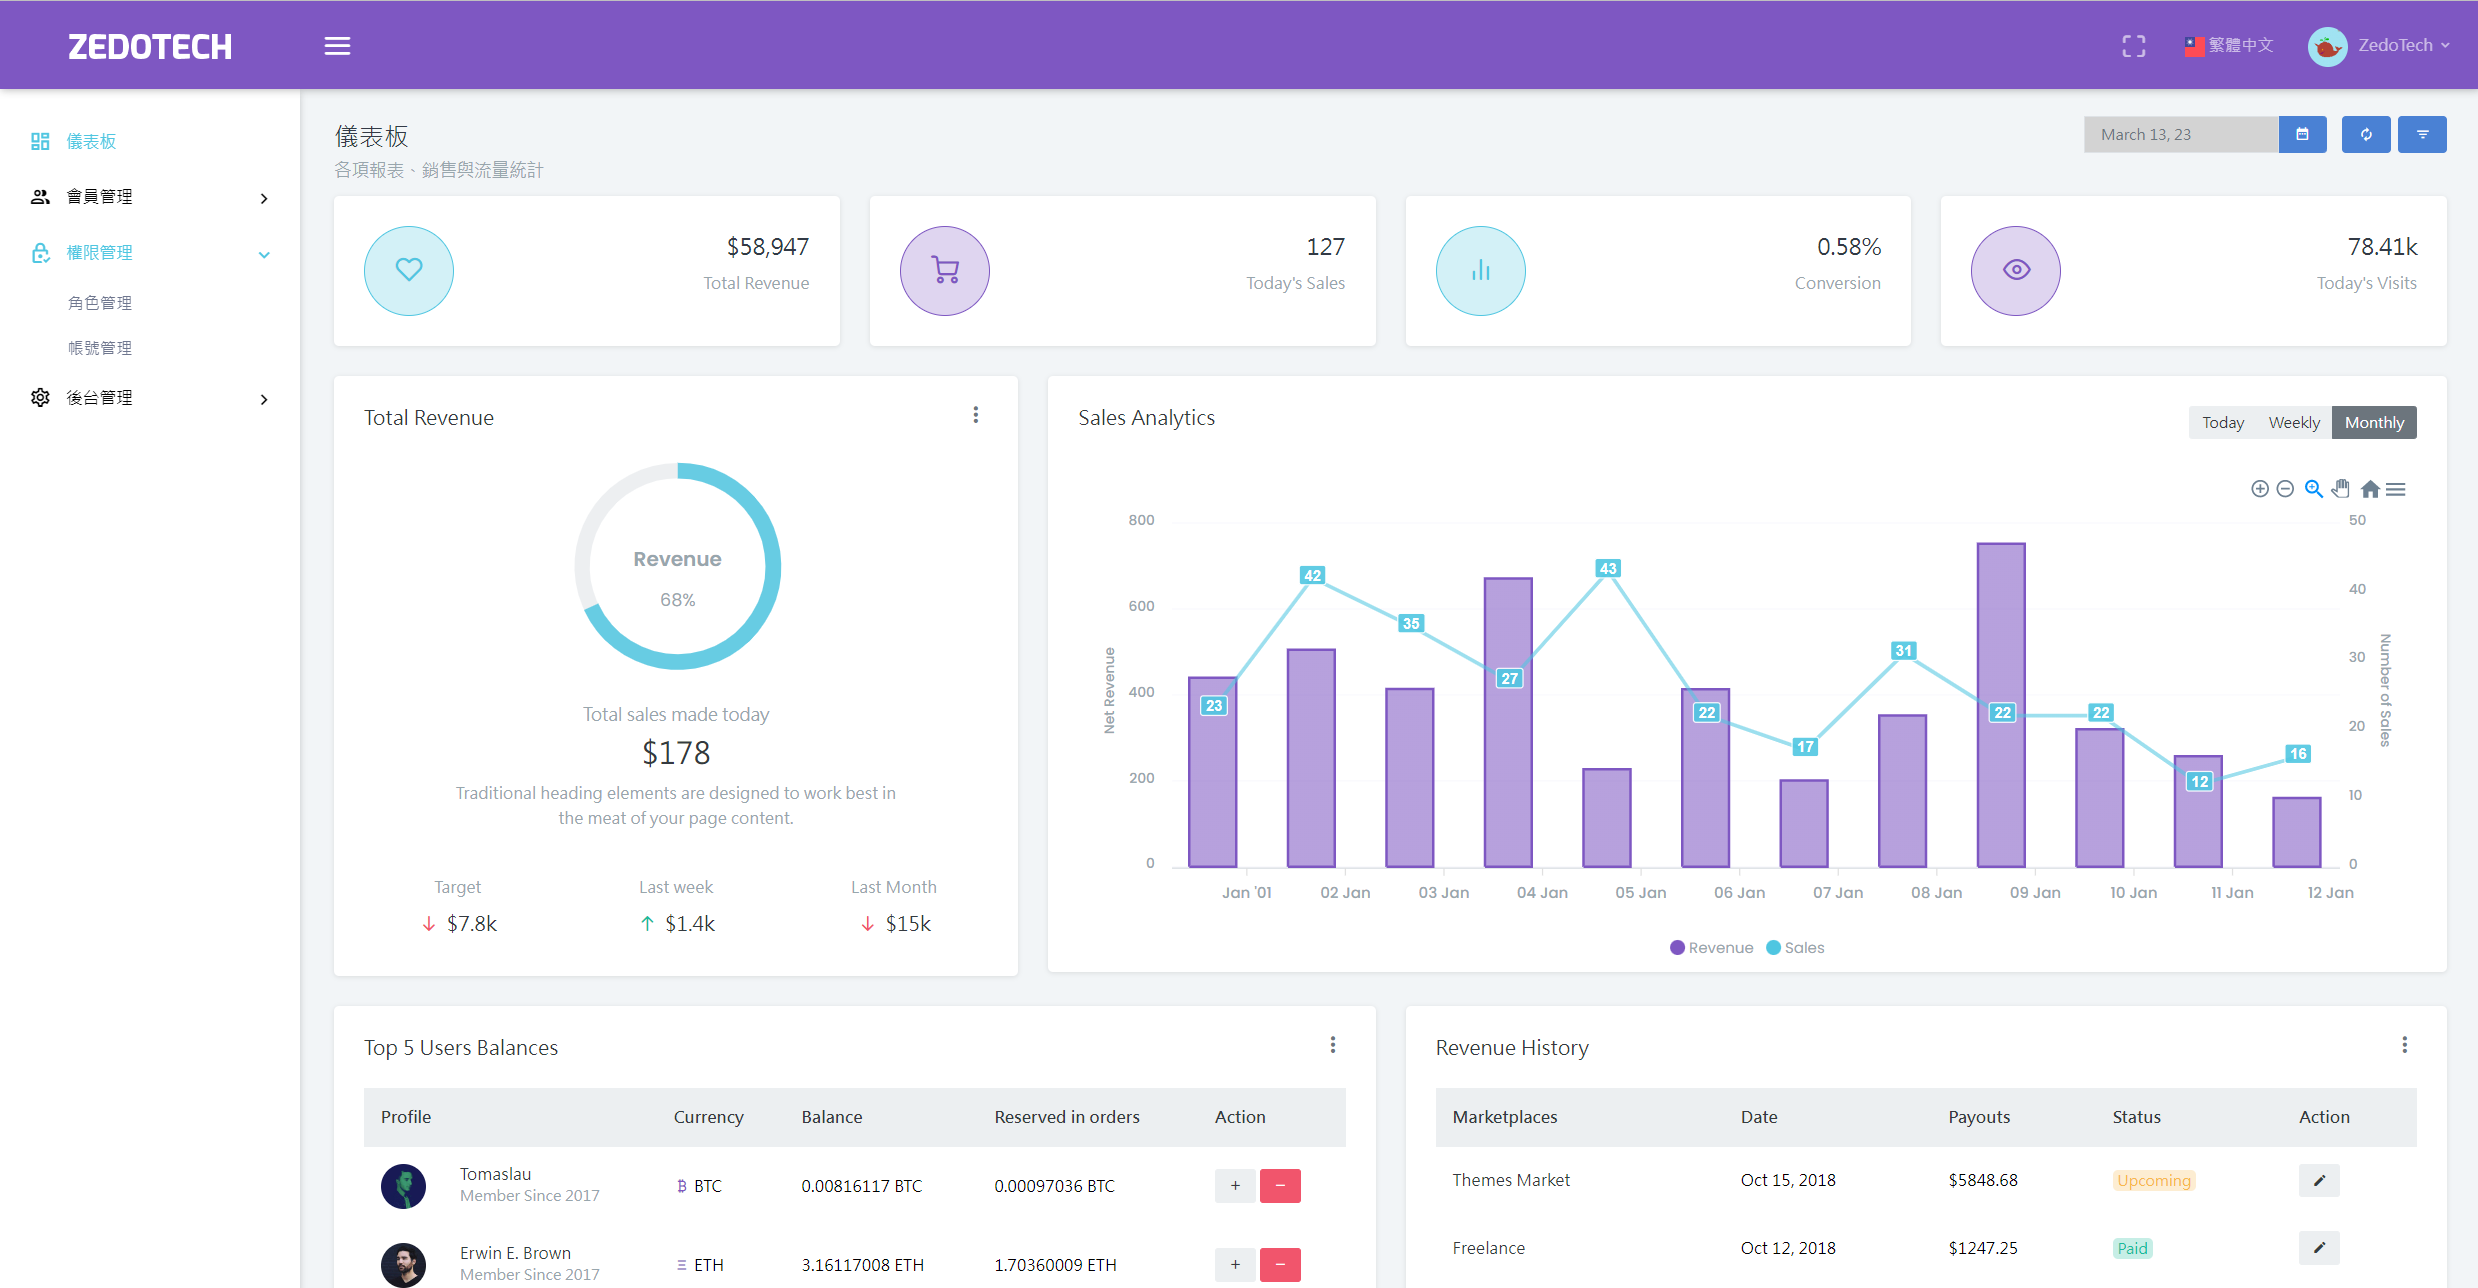 ZEDOTECH
繁體中文
ZedoTech
儀表板
會員管理
權限管理
角色管理
帳號管理
後台管理
儀表板
各項報表、銷售與流量統計
March 13, 23
$58,947
Total Revenue
127
Today's Sales
0.58%
Conversion
78.41k
Today's Visits
Total Revenue
Revenue
68%
Total sales made today
$178
Traditional heading elements are designed to work best in
the meat of your page content.
Target
Last week
Last Month
$7.8k
$1.4k
$15k
Sales Analytics
Today
Weekly
Monthly
Net Revenue
800
600
400
200
0
23
42
35
27
43
22
17
31
22
22
12
16
50
40
30
20
10
0
Number of Sales
Jan '01
02 Jan
03 Jan
04 Jan
05 Jan
06 Jan
07 Jan
08 Jan
09 Jan
10 Jan
11 Jan
12 Jan
Revenue
Sales
Top 5 Users Balances
Profile Currency Balance Reserved in orders Action
Tomaslau
Member Since 2017
BTC 0.00816117 BTC 0.00097036 BTC + −
Erwin E. Brown
Member Since 2017
ETH 3.16117008 ETH 1.70360009 ETH + −
Revenue History
Marketplaces Date Payouts Status Action
Themes Market Oct 15, 2018 $5848.68 Upcoming
Freelance Oct 12, 2018 $1247.25 Paid